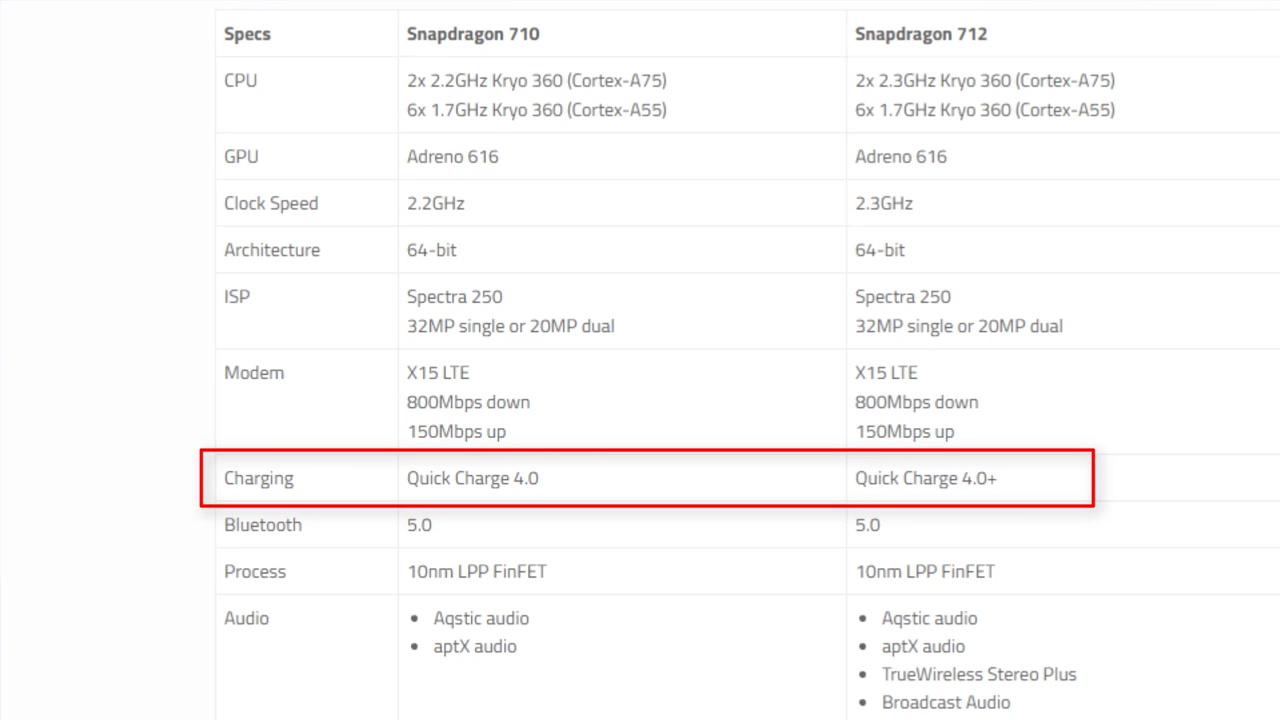 Specs Snapdragon 710 Snapdragon 712
CPU 2x 2.2GHz Kryo 360 (Cortex-A75) 2x 2.3GHz Kryo 360 (Cortex-A75)
6x 1.7GHz Kryo 360 (Cortex-A55) 6x 1.7GHz Kryo 360 (Cortex-A55)
GPU Adreno 616 Adreno 616
Clock Speed 2.2GHz 2.3GHz
Architecture 64-bit 64-bit
ISP Spectra 250 Spectra 250
32MP single or 20MP dual 32MP single or 20MP dual
Modem X15 LTE X15 LTE
800Mbps down 800Mbps down
150Mbps up 150Mbps up
Charging Quick Charge 4.0 Quick Charge 4.0+
Bluetooth 5.0 5.0
Process 10nm LPP FinFET 10nm LPP FinFET
Audio • Aqstic audio • Aqstic audio
• aptX audio • aptX audio
• TrueWireless Stereo Plus
• Broadcast Audio